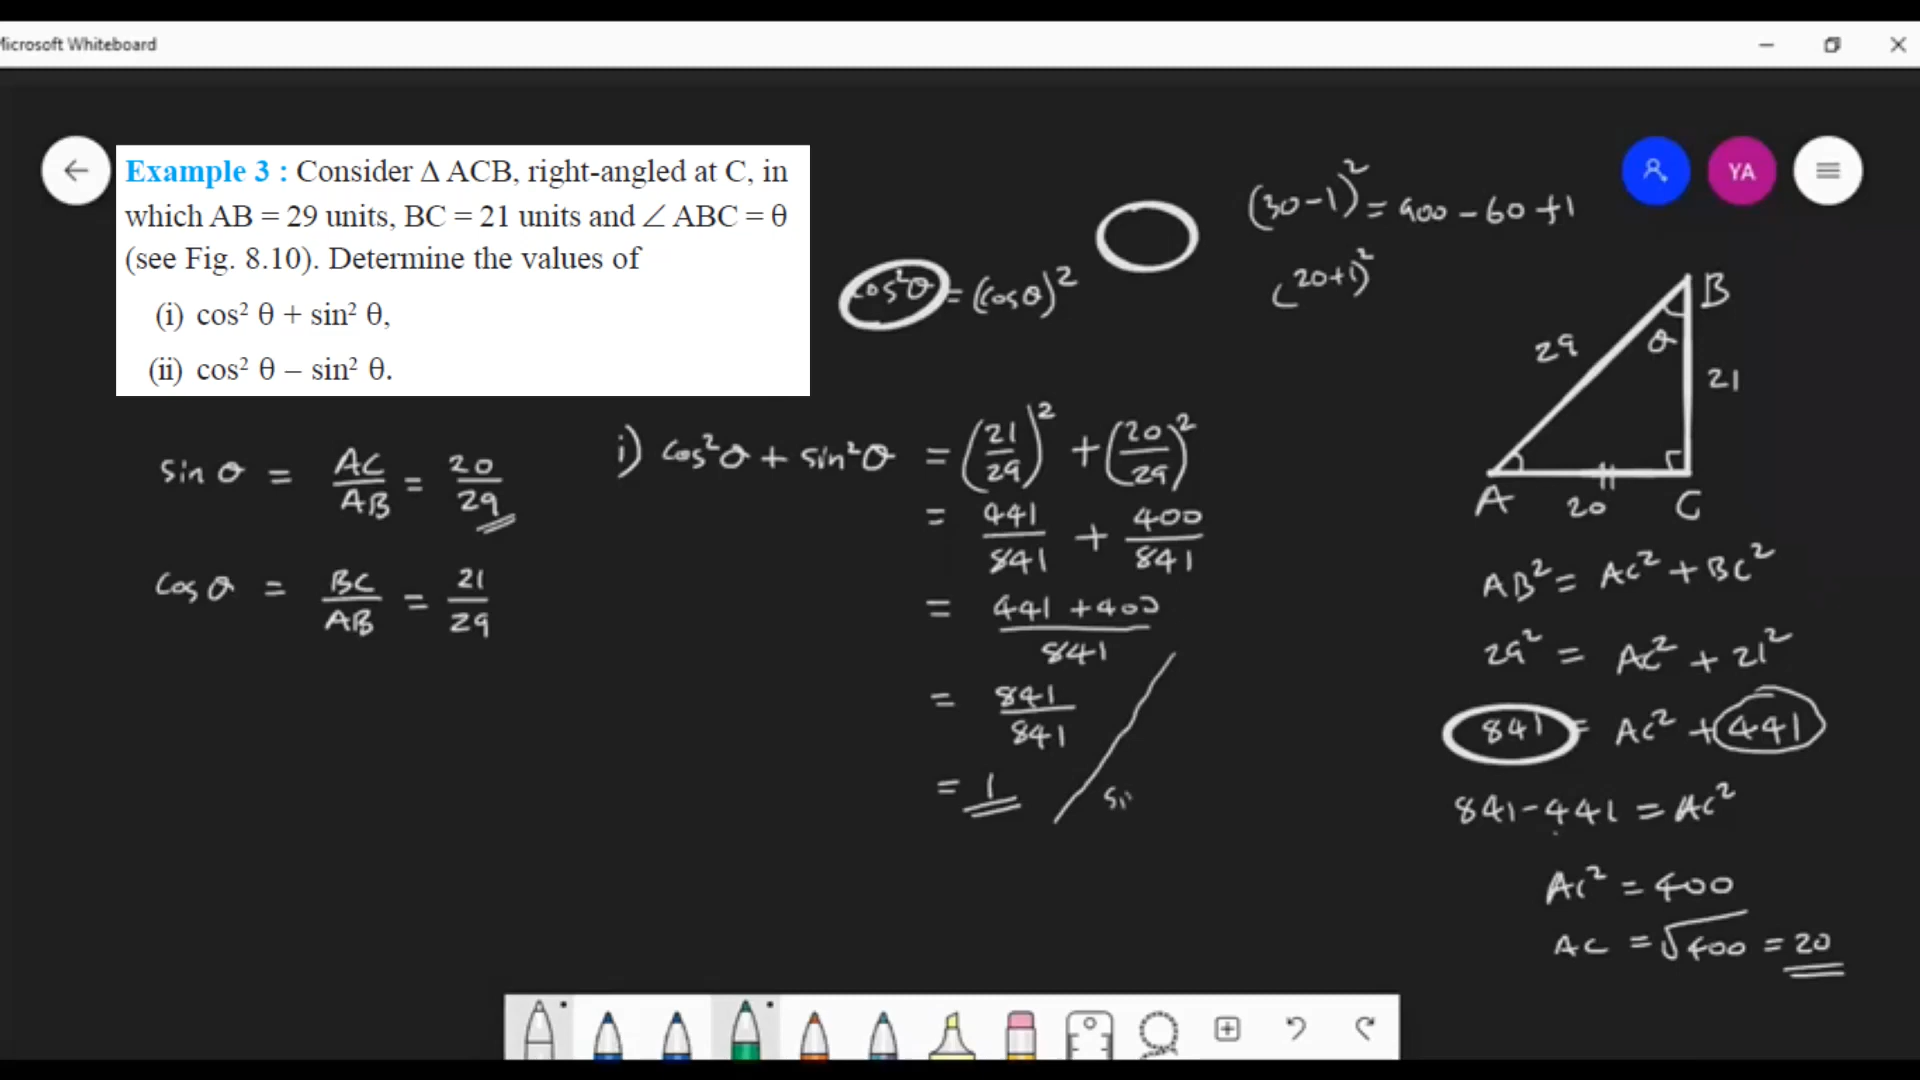 Microsoft Whiteboard
Example 3 : Consider Δ ACB, right-angled at C, in
which AB = 29 units, BC = 21 units and ∠ ABC = θ
(see Fig. 8.10). Determine the values of
(i) cos² θ + sin² θ,
(ii) cos² θ – sin² θ.
YA
(30-1)² = 900 - 60 + 1
(20+1)²
cos²θ = (cosθ)²
B
29
θ
21
A
20
C
sin θ = AC/AB = 20/29
cos θ = BC/AB = 21/29
i) cos²θ + sin²θ = (21/29)² + (20/29)²
= 441/841 + 400/841
= 441 + 400/841
= 841/841
= 1
si
AB² = AC² + BC²
29² = AC² + 21²
841 = AC² + 441
841 - 441 = AC²
AC² = 400
AC = √400 = 20